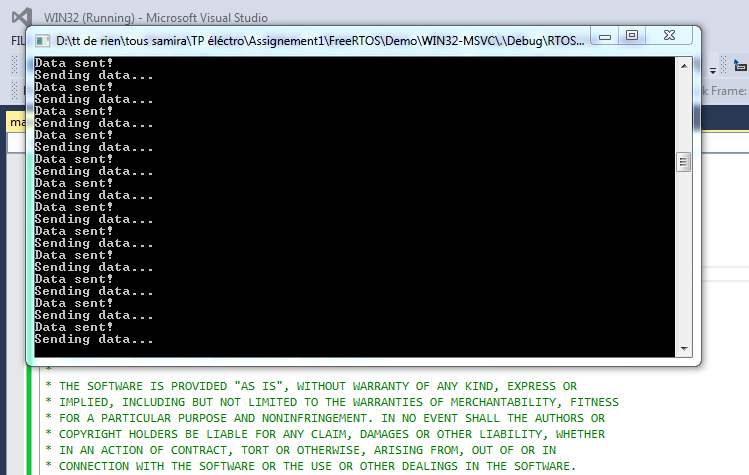 WIN32 (Running) - Microsoft Visual Studio
FIL
D:\tt de rien\tous samira\TP eléctro\Assignement1\FreeRTOS\Demo\WIN32-MSVC\.\Debug\RTOS...
k Frame:
ma
Data sent!
Sending data...
Data sent!
Sending data...
Data sent!
Sending data...
Data sent!
Sending data...
Data sent!
Sending data...
Data sent!
Sending data...
Data sent!
Sending data...
Data sent!
Sending data...
Data sent!
Sending data...
Data sent!
Sending data...
Data sent!
Sending data...
Data sent!
Sending data...
*
* THE SOFTWARE IS PROVIDED "AS IS", WITHOUT WARRANTY OF ANY KIND, EXPRESS OR
* IMPLIED, INCLUDING BUT NOT LIMITED TO THE WARRANTIES OF MERCHANTABILITY, FITNESS
* FOR A PARTICULAR PURPOSE AND NONINFRINGEMENT. IN NO EVENT SHALL THE AUTHORS OR
* COPYRIGHT HOLDERS BE LIABLE FOR ANY CLAIM, DAMAGES OR OTHER LIABILITY, WHETHER
* IN AN ACTION OF CONTRACT, TORT OR OTHERWISE, ARISING FROM, OUT OF OR IN
* CONNECTION WITH THE SOFTWARE OR THE USE OR OTHER DEALINGS IN THE SOFTWARE.